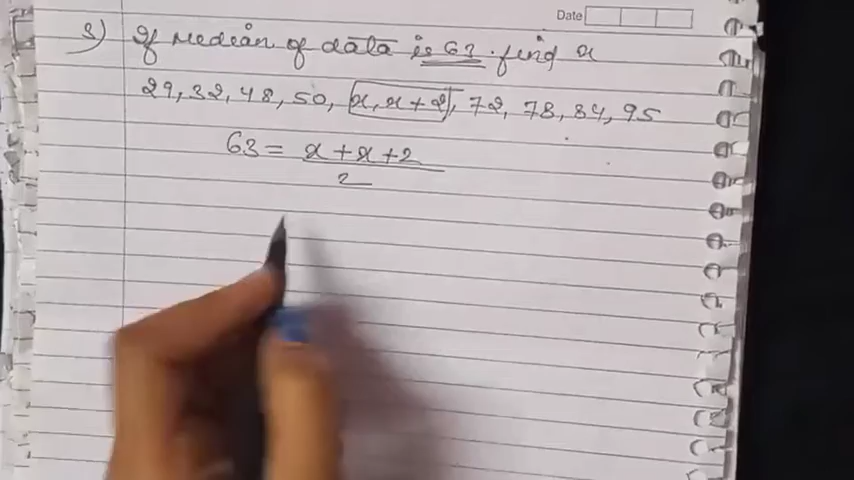 Date
3) If Median of data is 63. find x
29, 32, 48, 50, x, x+2, 72, 78, 84, 95
63 = x + x + 2
2